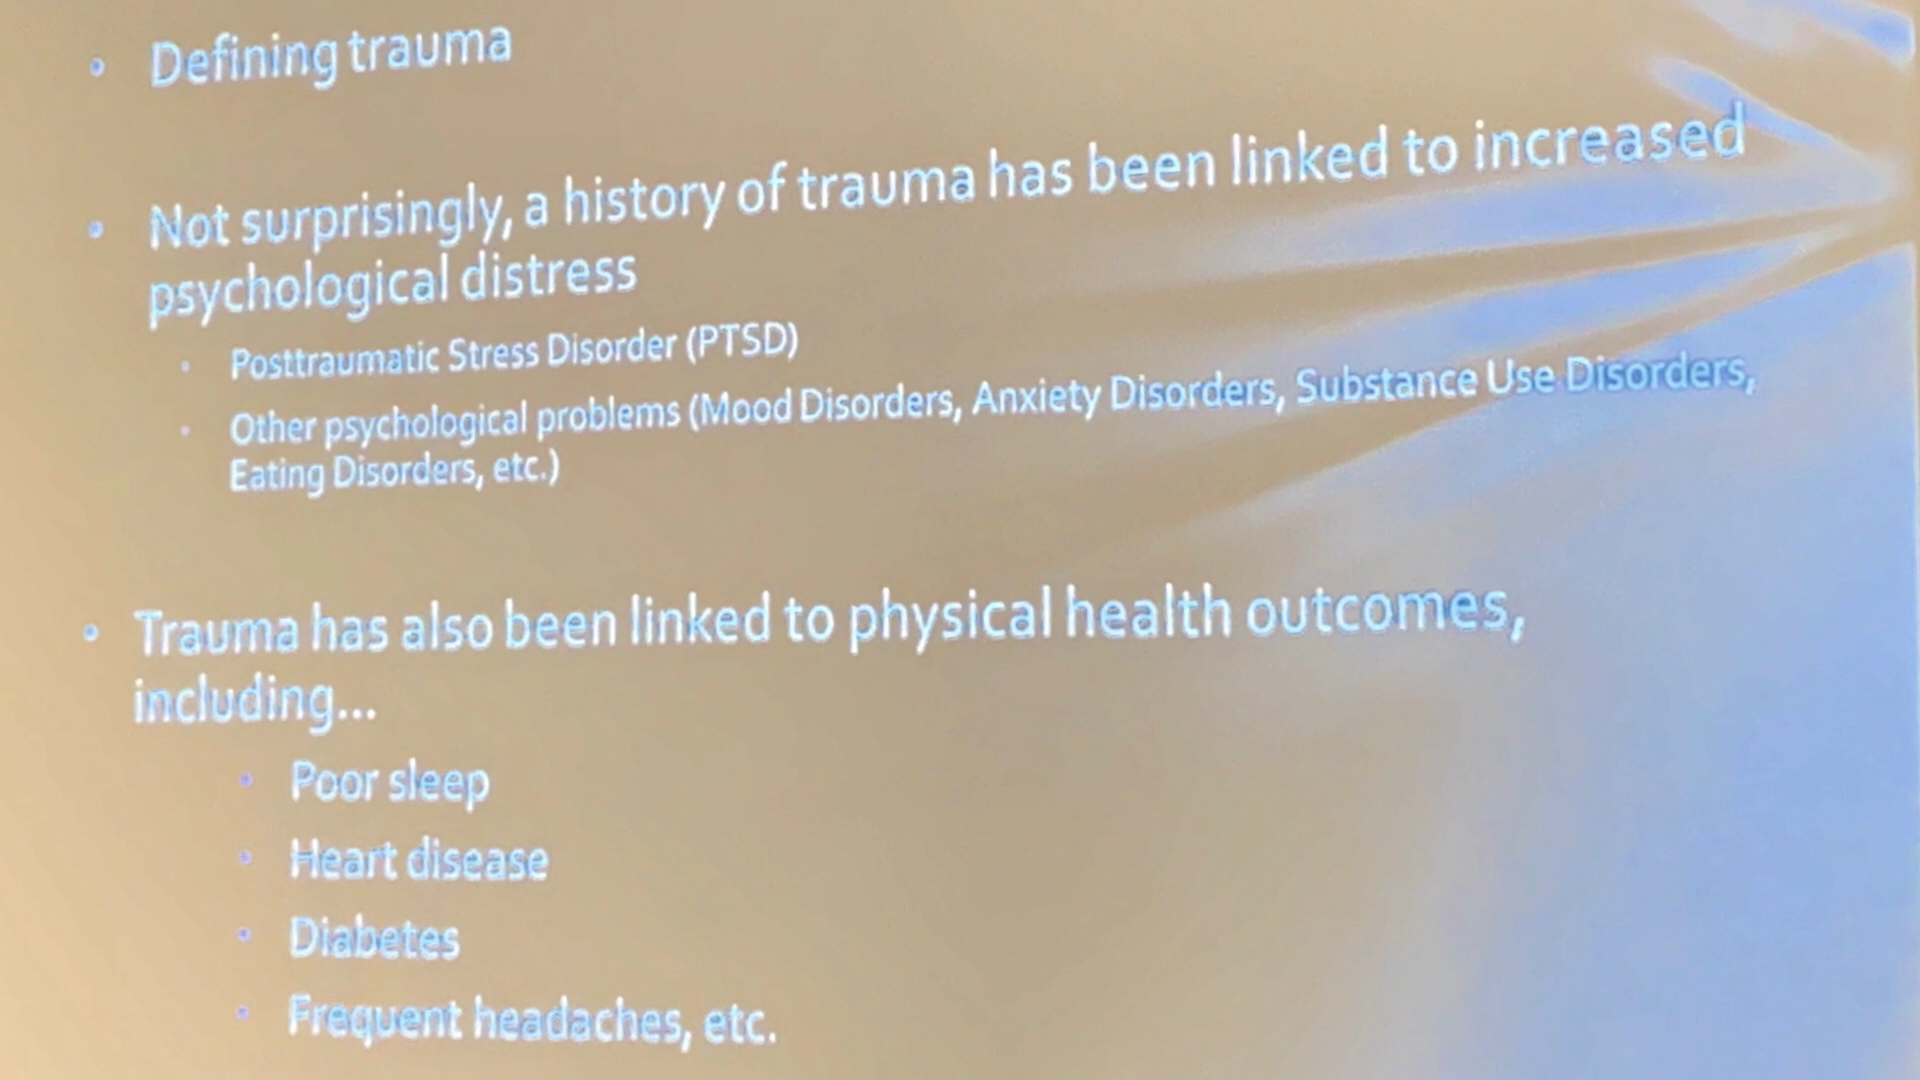 • Defining trauma
• Not surprisingly, a history of trauma has been linked to increased
psychological distress
• Posttraumatic Stress Disorder (PTSD)
• Other psychological problems (Mood Disorders, Anxiety Disorders, Substance Use Disorders,
Eating Disorders, etc.)
• Trauma has also been linked to physical health outcomes,
including...
• Poor sleep
• Heart disease
• Diabetes
• Frequent headaches, etc.